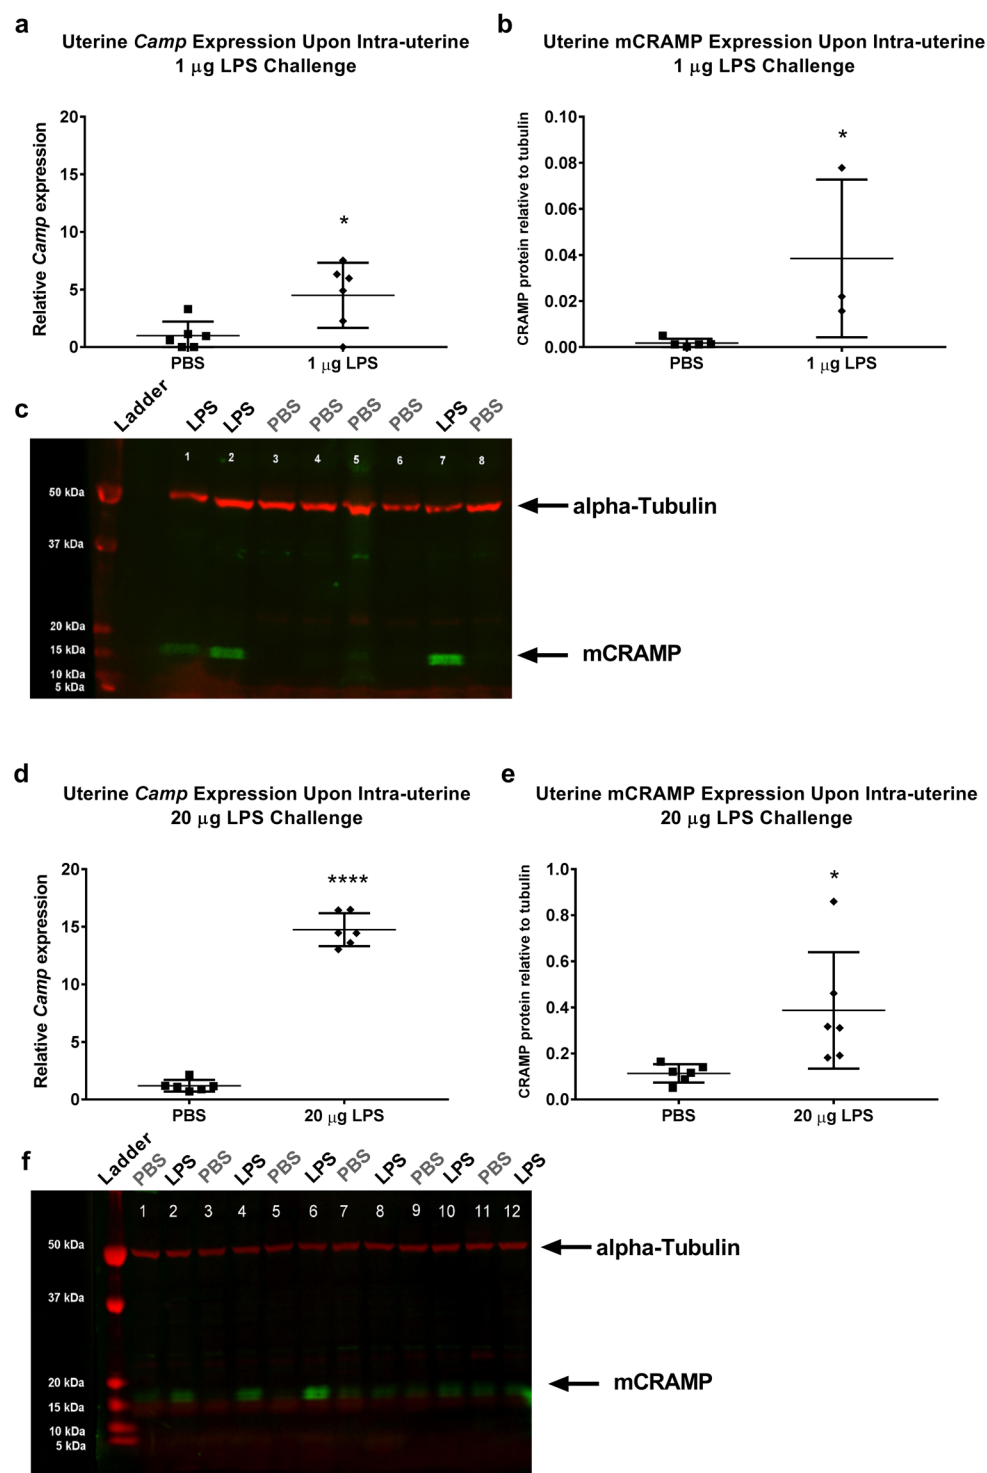 a
Uterine Camp Expression Upon Intra-uterine
1 µg LPS Challenge
20
15
10
5
0
Relative Camp expression
*
PBS
1 µg LPS
b
Uterine mCRAMP Expression Upon Intra-uterine
1 µg LPS Challenge
0.10
0.08
0.06
0.04
0.02
0.00
CRAMP protein relative to tubulin
*
PBS
1 µg LPS
c
Ladder LPS LPS PBS PBS PBS PBS LPS PBS
1 2 3 4 5 6 7 8
50 kDa
37 kDa
20 kDa
15 kDa
10 kDa
5 kDa
alpha-Tubulin
mCRAMP
d
Uterine Camp Expression Upon Intra-uterine
20 µg LPS Challenge
20
15
10
5
0
Relative Camp expression
****
PBS
20 µg LPS
e
Uterine mCRAMP Expression Upon Intra-uterine
20 µg LPS Challenge
1.0
0.8
0.6
0.4
0.2
0.0
CRAMP protein relative to tubulin
*
PBS
20 µg LPS
f
Ladder PBS LPS PBS LPS PBS LPS PBS LPS PBS LPS PBS LPS
1 2 3 4 5 6 7 8 9 10 11 12
50 kDa
37 kDa
20 kDa
15 kDa
10 kDa
5 kDa
alpha-Tubulin
mCRAMP